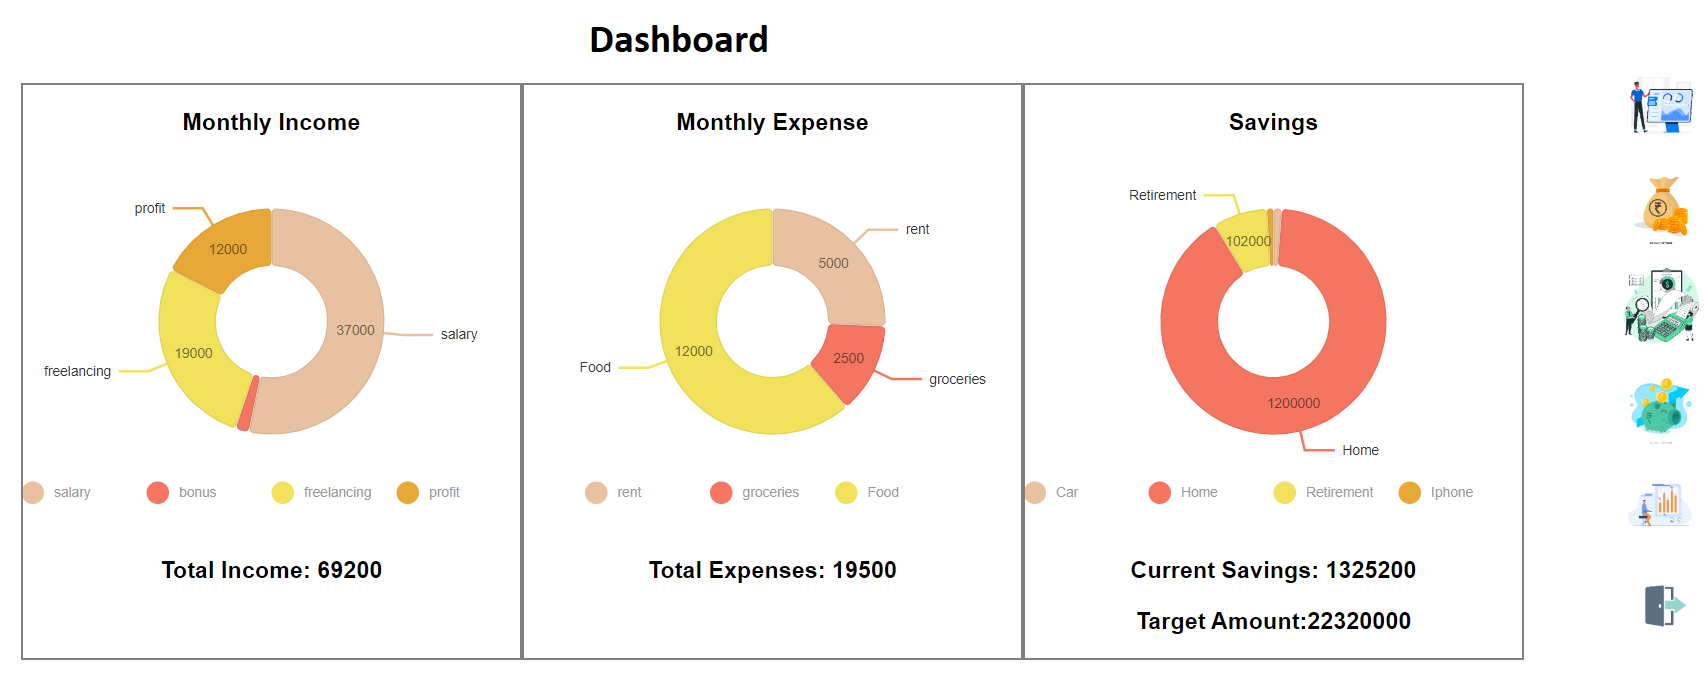 Dashboard
Monthly Income
profit
12000
37000
salary
19000
freelancing
salary
bonus
freelancing
profit
Total Income: 69200
Monthly Expense
rent
5000
12000
2500
Food
groceries
rent
groceries
Food
Total Expenses: 19500
Savings
Retirement
102000
1200000
Home
Car
Home
Retirement
Iphone
Current Savings: 1325200
Target Amount:22320000
₹